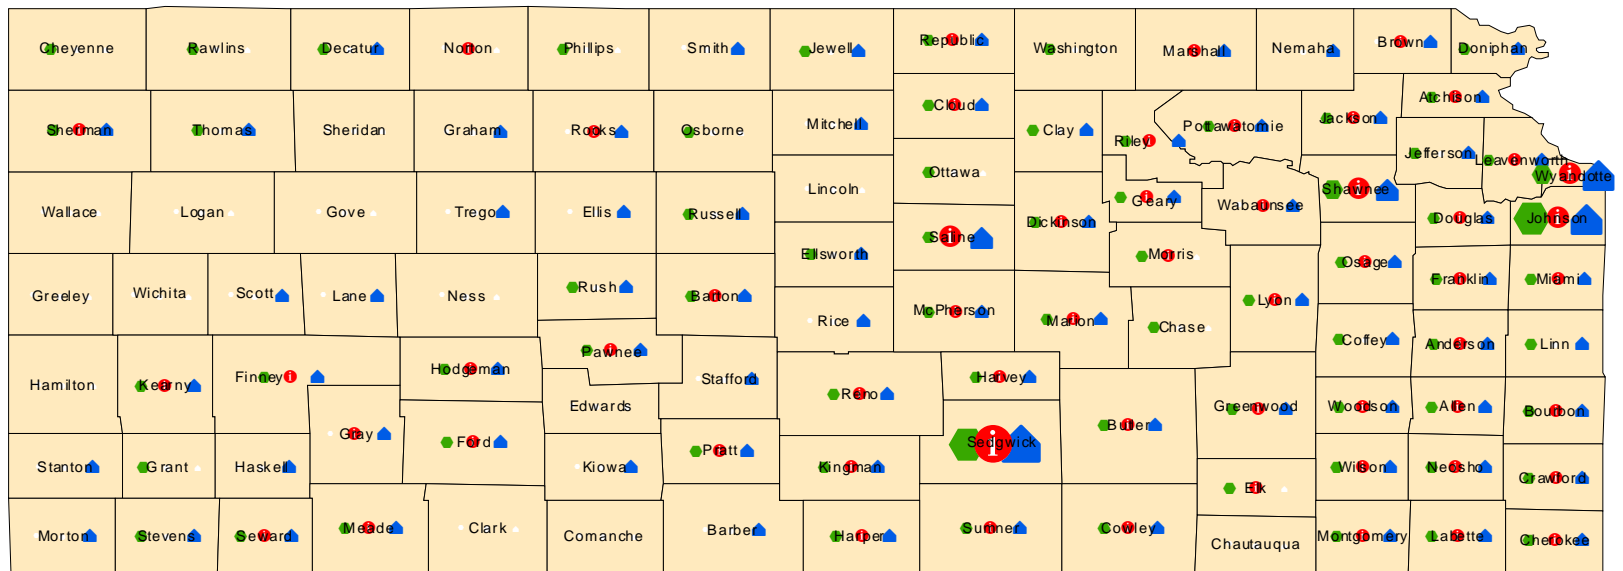 Cheyenne
Rawlins
Decatur
Norton
Phillips
Smith
Jewell
Republic
Washington
Marshall
Nemaha
Brown
Doniphan
Sherman
Thomas
Sheridan
Graham
Rooks
Osborne
Mitchell
Cloud
Clay
Riley
Pottawatomie
Jackson
Atchison
Jefferson
Leavenworth
Wyandotte
Wallace
Logan
Gove
Trego
Ellis
Russell
Lincoln
Ottawa
Saline
Dickinson
Geary
Wabaunsee
Shawnee
Douglas
Johnson
Greeley
Wichita
Scott
Lane
Ness
Rush
Barton
Ellsworth
Rice
McPherson
Marion
Morris
Chase
Lyon
Osage
Franklin
Miami
Hamilton
Kearny
Finney
Hodgeman
Pawnee
Stafford
Edwards
Reno
Harvey
Sedgwick
Butler
Greenwood
Coffey
Anderson
Linn
Woodson
Allen
Bourbon
Stanton
Grant
Haskell
Gray
Ford
Kiowa
Pratt
Kingman
Elk
Wilson
Neosho
Crawford
Morton
Stevens
Seward
Meade
Clark
Comanche
Barber
Harper
Sumner
Cowley
Chautauqua
Montgomery
Labette
Cherokee